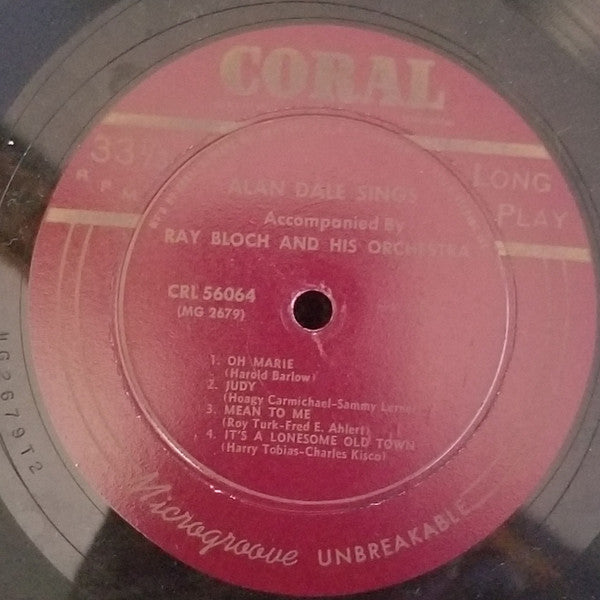 CORAL
33⅓
R.P.M.
LONG
PLAY
ALAN DALE SINGS
Accompanied By
RAY BLOCH AND HIS ORCHESTRA
CRL 56064
(MG 2679)
1. OH MARIE
(Harold Barlow)
2. JUDY
(Hoagy Carmichael-Sammy Lerner)
3. MEAN TO ME
(Roy Turk-Fred E. Ahlert)
4. IT'S A LONESOME OLD TOWN
(Harry Tobias-Charles Kisco)
Microgroove UNBREAKABLE
MG2679T2